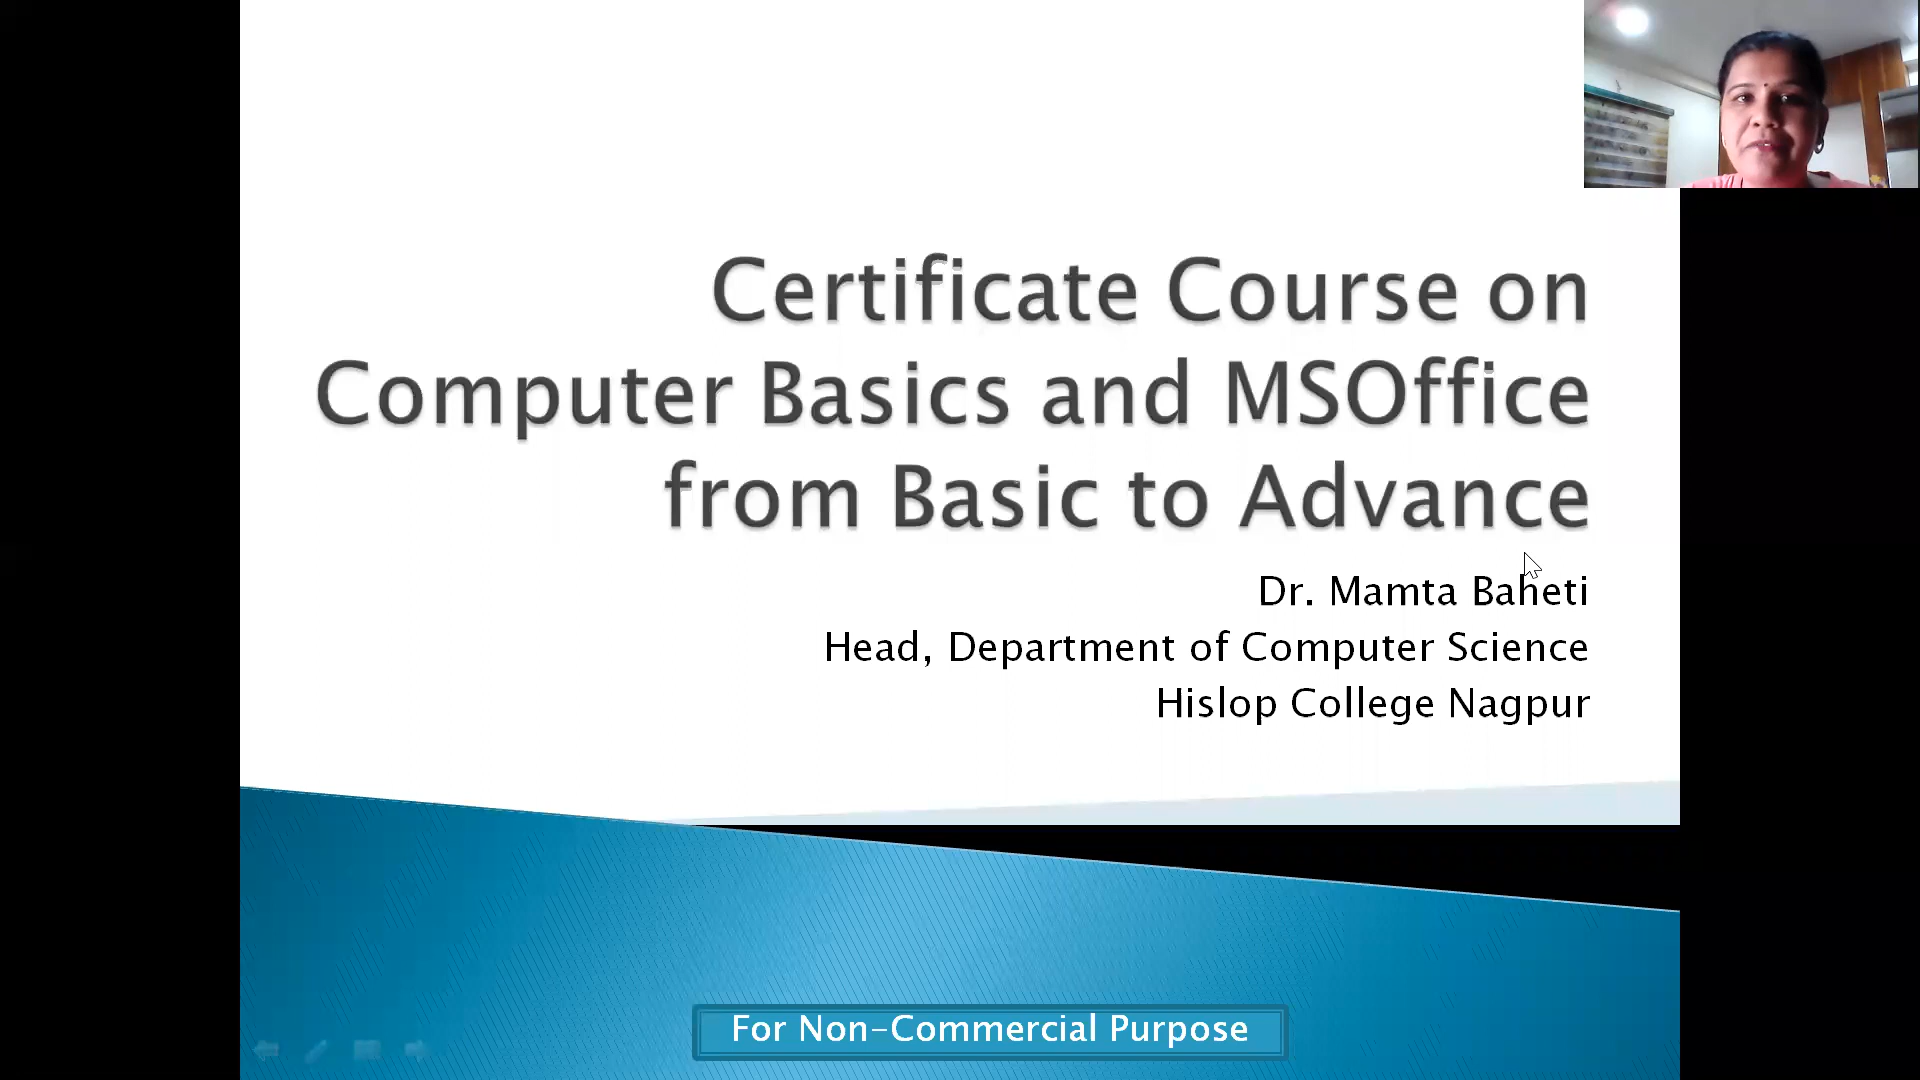 Certificate Course on
Computer Basics and MSOffice
from Basic to Advance
Dr. Mamta Baheti
Head, Department of Computer Science
Hislop College Nagpur
For Non-Commercial Purpose